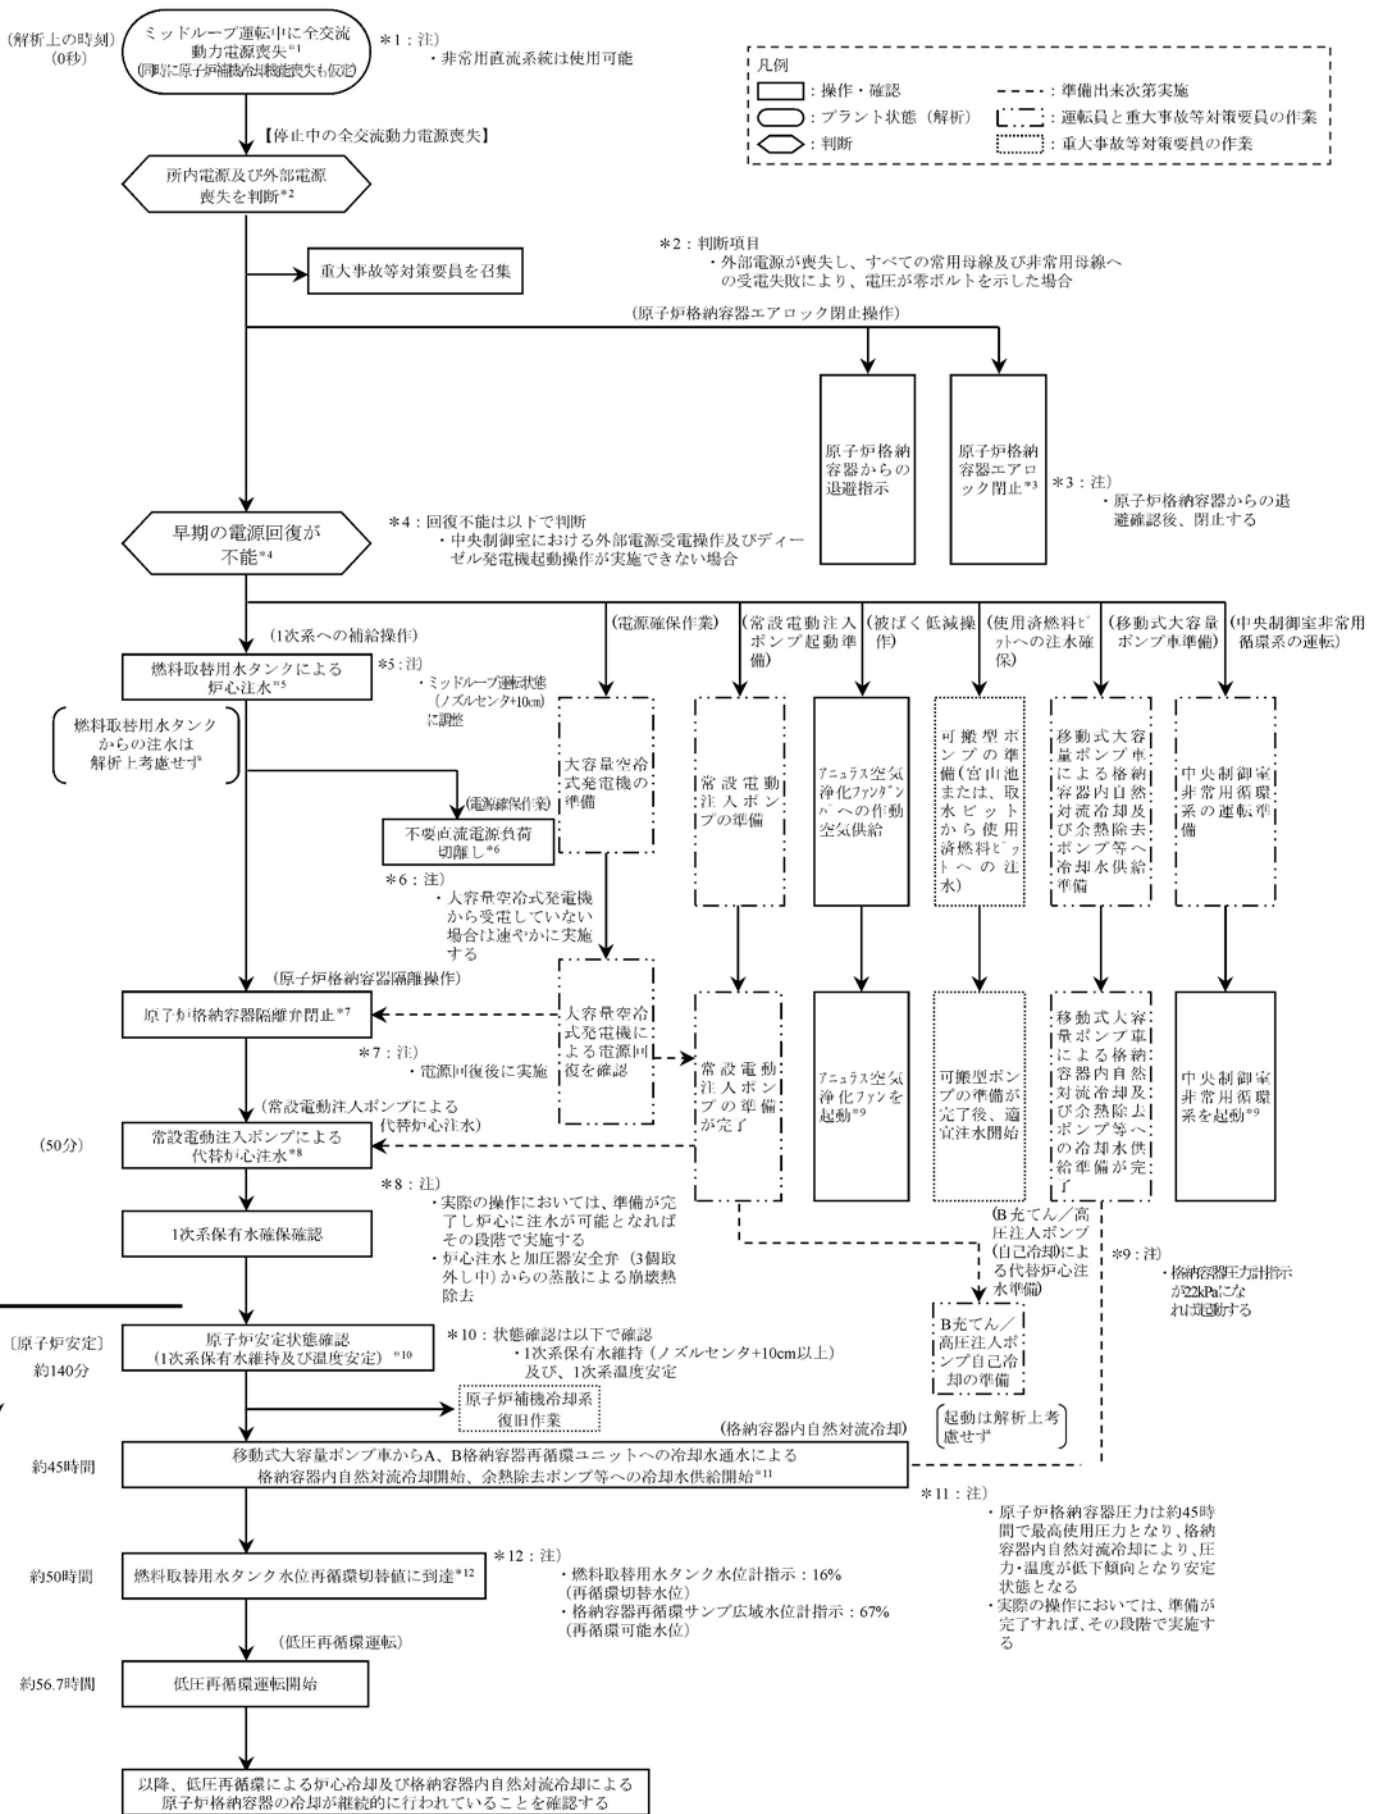 (解析上の時刻)
(0秒)
ミッドループ運転中に全交流
動力電源喪失*1
(同時に原子炉補機冷却機能喪失も仮定)
*1:注)
・非常用直流系統は使用可能
凡例
:操作・確認
:準備出来次第実施
:プラント状態(解析)
:運転員と重大事故等対策要員の作業
:判断
:重大事故等対策要員の作業
【停止中の全交流動力電源喪失】
所内電源及び外部電源
喪失を判断*2
重大事故等対策要員を召集
*2:判断項目
・外部電源が喪失し、すべての常用母線及び非常用母線へ
の受電失敗により、電圧が零ボルトを示した場合
(原子炉格納容器エアロック閉止操作)
原子炉格納
容器からの
退避指示
原子炉格納
容器エアロ
ック閉止*3
*3:注)
・原子炉格納容器からの退
避確認後、閉止する
早期の電源回復が
不能*4
*4:回復不能は以下で判断
・中央制御室における外部電源受電操作及びディー
ゼル発電機起動操作が実施できない場合
(1次系への補給操作)
(電源確保作業)
(常設電動注入
ポンプ起動準
備)
(被ばく低減操
作)
(使用済燃料ピ
ットへの注水確
保)
(移動式大容量
ポンプ車準備)
(中央制御室非常用
循環系の運転)
燃料取替用水タンクによる
炉心注水*5
*5:注)
・ミッドループ運転状態
(ノズルセンタ+10cm)
に調整
燃料取替用水タンク
からの注水は
解析上考慮せず
(電源確保作業)
不要直流電源負荷
切離し*6
*6:注)
・大容量空冷式発電機
から受電していない
場合は速やかに実施
する
大容量空冷
式発電機の
準備
常設電動
注入ポン
プの準備
アニュラス空気
浄化ファンダン
パへの作動
空気供給
可搬型ポ
ンプの準
備(宮山池
または、取
水ピット
から使用
済燃料ピッ
トへの注
水)
移動式大容
量ポンプ車
による格納
容器内自然
対流冷却及
び余熱除去
ポンプ等へ
冷却水供給
準備
中央制御室
非常用循環
系の運転準
備
(原子炉格納容器隔離操作)
原子炉格納容器隔離弁閉止*7
*7:注)
・電源回復後に実施
大容量空冷
式発電機に
よる電源回
復を確認
常設電動
注入ポン
プの準備
が完了
アニュラス空気
浄化ファンを
起動*9
可搬型ポン
プの準備が
完了後、適
宜注水開始
移動式大容
量ポンプ車
による格納
容器内自然
対流冷却及
び余熱除去
ポンプ等へ
の冷却水供
給準備が完
了
中央制御室
非常用循環
系を起動*9
(常設電動注入ポンプによる
代替炉心注水)
(50分)
常設電動注入ポンプによる
代替炉心注水*8
*8:注)
・実際の操作においては、準備が完
了し炉心に注水が可能となれば
その段階で実施する
・炉心注水と加圧器安全弁(3個取
外し中)からの蒸散による崩壊熱
除去
1次系保有水確保確認
(B充てん/高
圧注入ポンプ
(自己冷却)によ
る代替炉心注
水準備)
*9:注)
・格納容器圧力計指示
が22kPaにな
れば起動する
B充てん/
高圧注入ポ
ンプ自己冷
却の準備
起動は解析上考
慮せず
〔原子炉安定〕
約140分
原子炉安定状態確認
(1次系保有水維持及び温度安定)*10
*10:状態確認は以下で確認
・1次系保有水維持(ノズルセンタ+10cm以上)
及び、1次系温度安定
原子炉補機冷却系
復旧作業
(格納容器内自然対流冷却)
約45時間
移動式大容量ポンプ車からA、B格納容器再循環ユニットへの冷却水通水による
格納容器内自然対流冷却開始、余熱除去ポンプ等への冷却水供給開始*11
*11:注)
・原子炉格納容器圧力は約45時
間で最高使用圧力となり、格納
容器内自然対流冷却により、圧
力・温度が低下傾向となり安定
状態となる
・実際の操作においては、準備が
完了すれば、その段階で実施す
る
約50時間
燃料取替用水タンク水位再循環切替値に到達*12
*12:注)
・燃料取替用水タンク水位計指示:16%
(再循環切替水位)
・格納容器再循環サンプ広域水位計指示:67%
(再循環可能水位)
(低圧再循環運転)
約56.7時間
低圧再循環運転開始
以降、低圧再循環による炉心冷却及び格納容器内自然対流冷却による
原子炉格納容器の冷却が継続的に行われていることを確認する